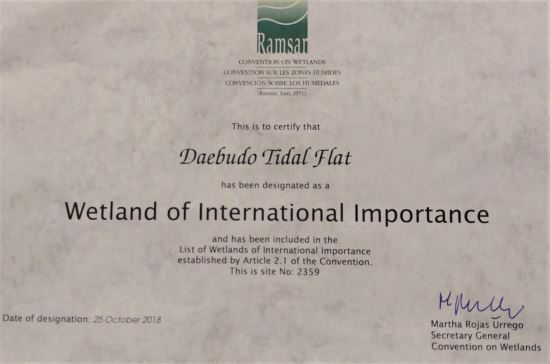 Ramsar
CONVENTION ON WETLANDS
CONVENTION SUR LES ZONES HUMIDES
CONVENCIÓN SOBRE LOS HUMEDALES
(Ramsar, Iran, 1971)
This is to certify that
Daebudo Tidal Flat
has been designated as a
Wetland of International Importance
and has been included in the
List of Wetlands of International Importance
established by Article 2.1 of the Convention.
This is site No: 2359
Date of designation: 25 October 2018
Martha Rojas Urrego
Secretary General
Convention on Wetlands